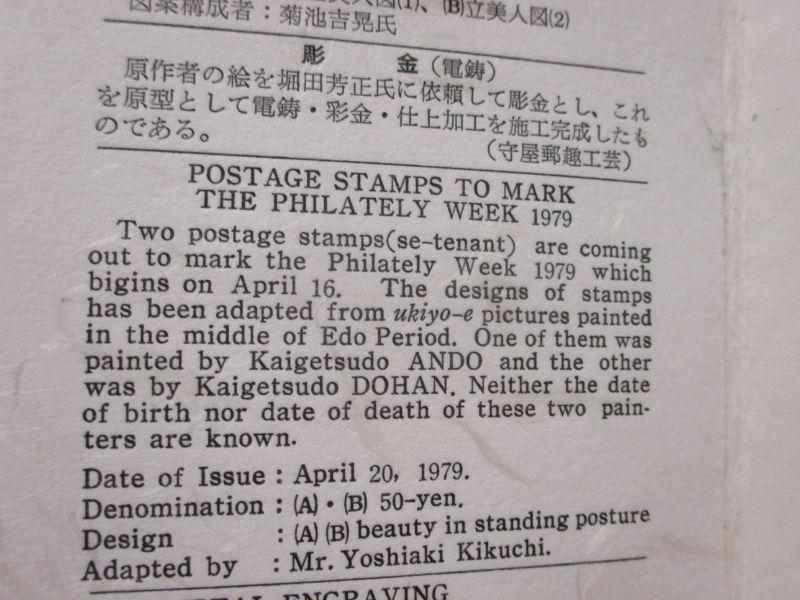 図案構成者：菊池吉晃氏
Ⓑ立美人図(2)
彫　　金（電鋳）
原作者の絵を堀田芳正氏に依頼して彫金とし、これ
を原型として電鋳・彩金・仕上加工を施工完成したも
のである。
（守屋郵趣工芸）
POSTAGE STAMPS TO MARK
THE PHILATELY WEEK 1979
Two postage stamps(se-tenant) are coming
out to mark the Philately Week 1979 which
bigins on April 16. The designs of stamps
has been adapted from ukiyo-e pictures painted
in the middle of Edo Period. One of them was
painted by Kaigetsudo ANDO and the other
was by Kaigetsudo DOHAN. Neither the date
of birth nor date of death of these two pain-
ters are known.
Date of Issue : April 20, 1979.
Denomination : (A)・(B) 50-yen.
Design : (A) (B) beauty in standing posture
Adapted by : Mr. Yoshiaki Kikuchi.
ENGRAVING